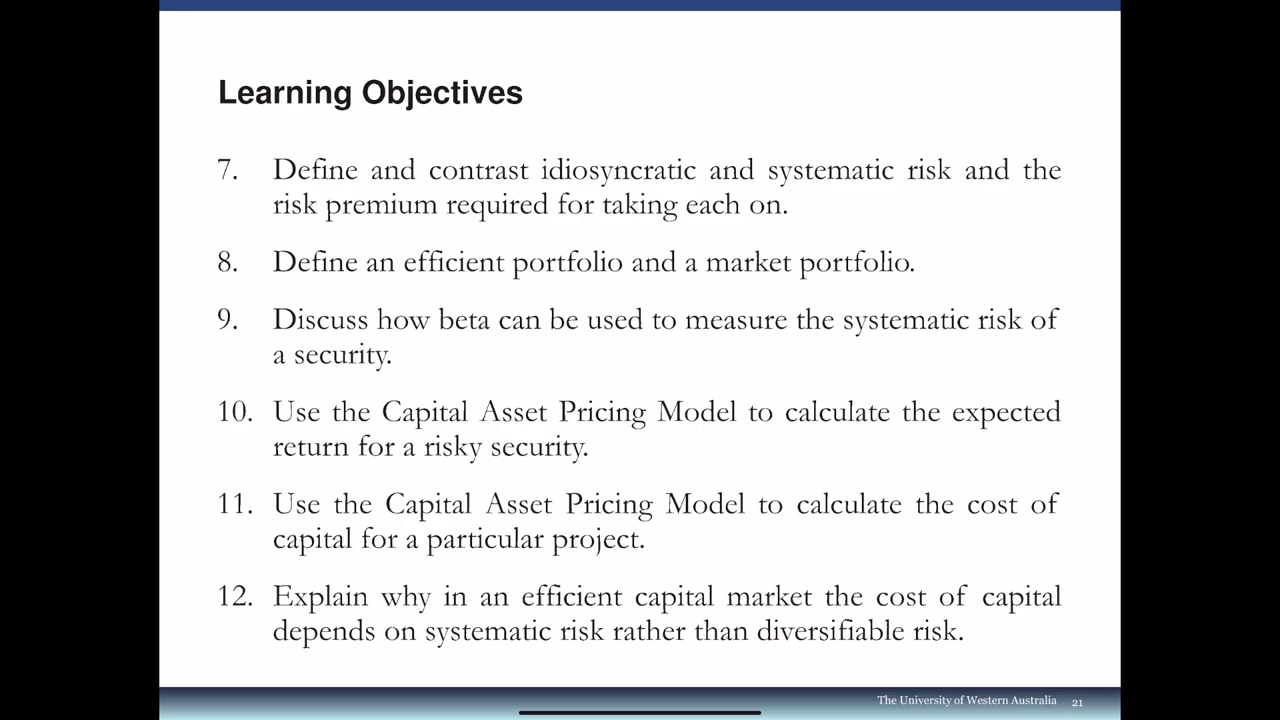 Learning Objectives
7. Define and contrast idiosyncratic and systematic risk and the
risk premium required for taking each on.
8. Define an efficient portfolio and a market portfolio.
9. Discuss how beta can be used to measure the systematic risk of
a security.
10. Use the Capital Asset Pricing Model to calculate the expected
return for a risky security.
11. Use the Capital Asset Pricing Model to calculate the cost of
capital for a particular project.
12. Explain why in an efficient capital market the cost of capital
depends on systematic risk rather than diversifiable risk.
The University of Western Australia 21